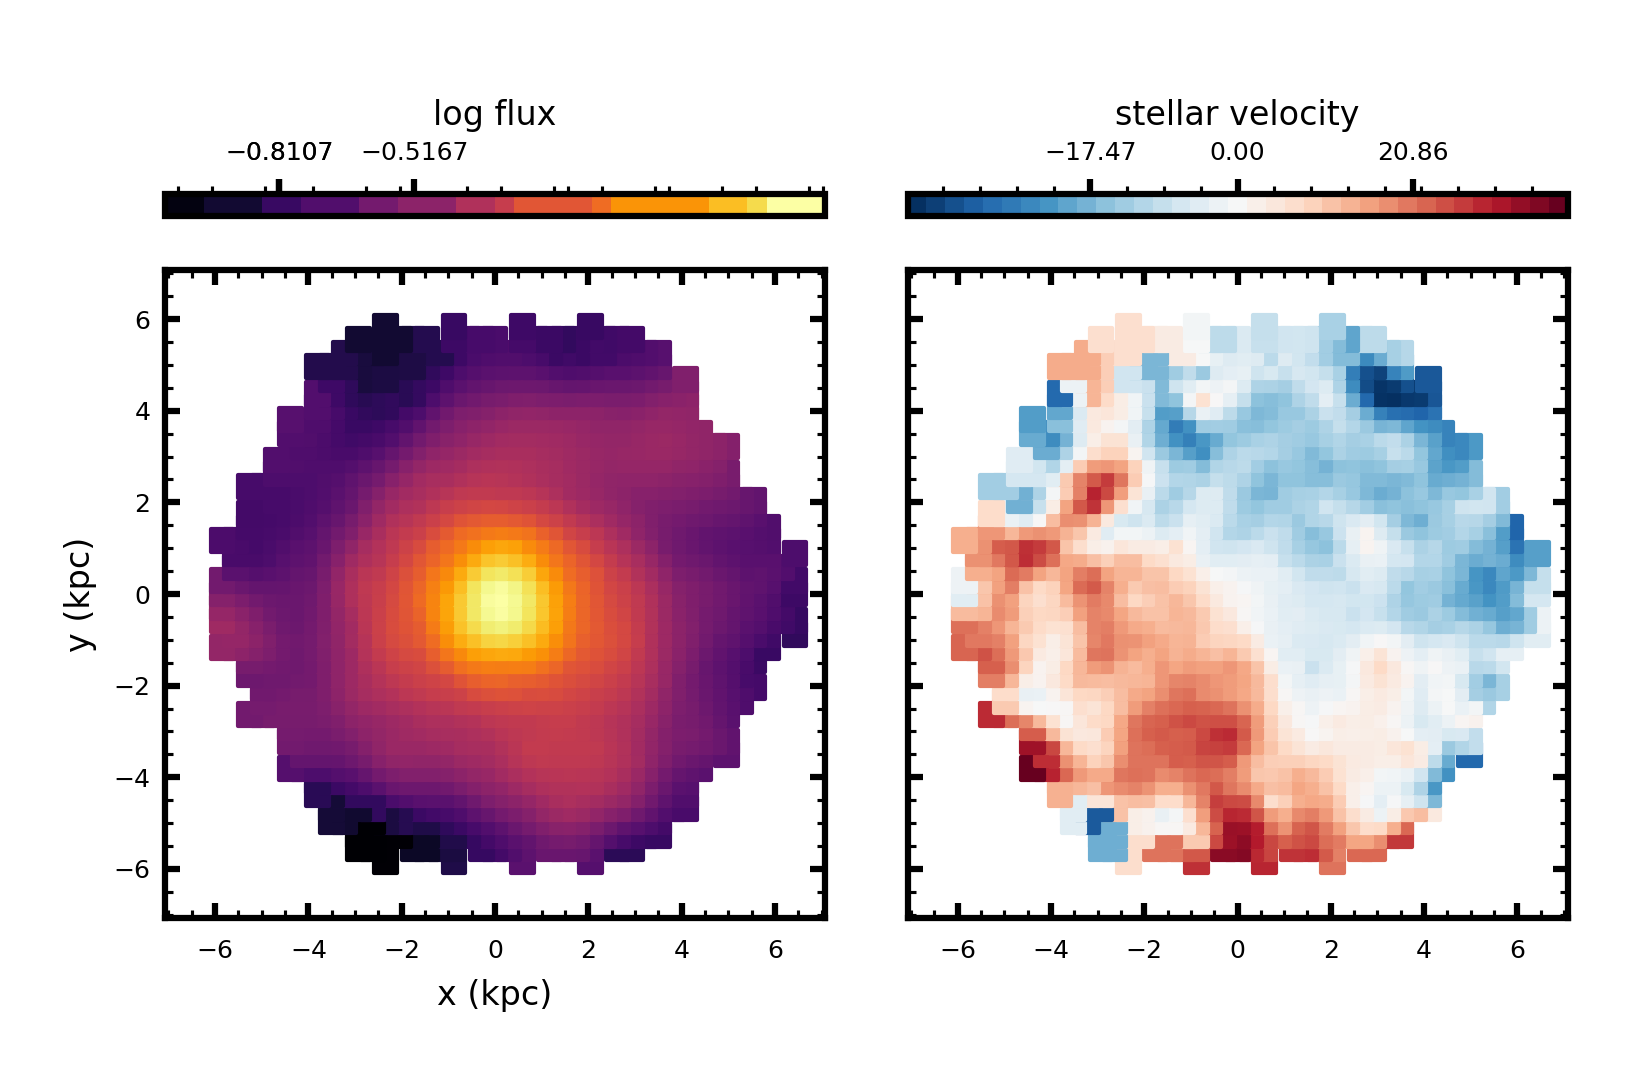 log flux
−0.8107 −0.5167
stellar velocity
−17.47 0.00 20.86
6
4
2
0
−2
−4
−6
y (kpc)
−6 −4 −2 0 2 4 6
x (kpc)
−6 −4 −2 0 2 4 6